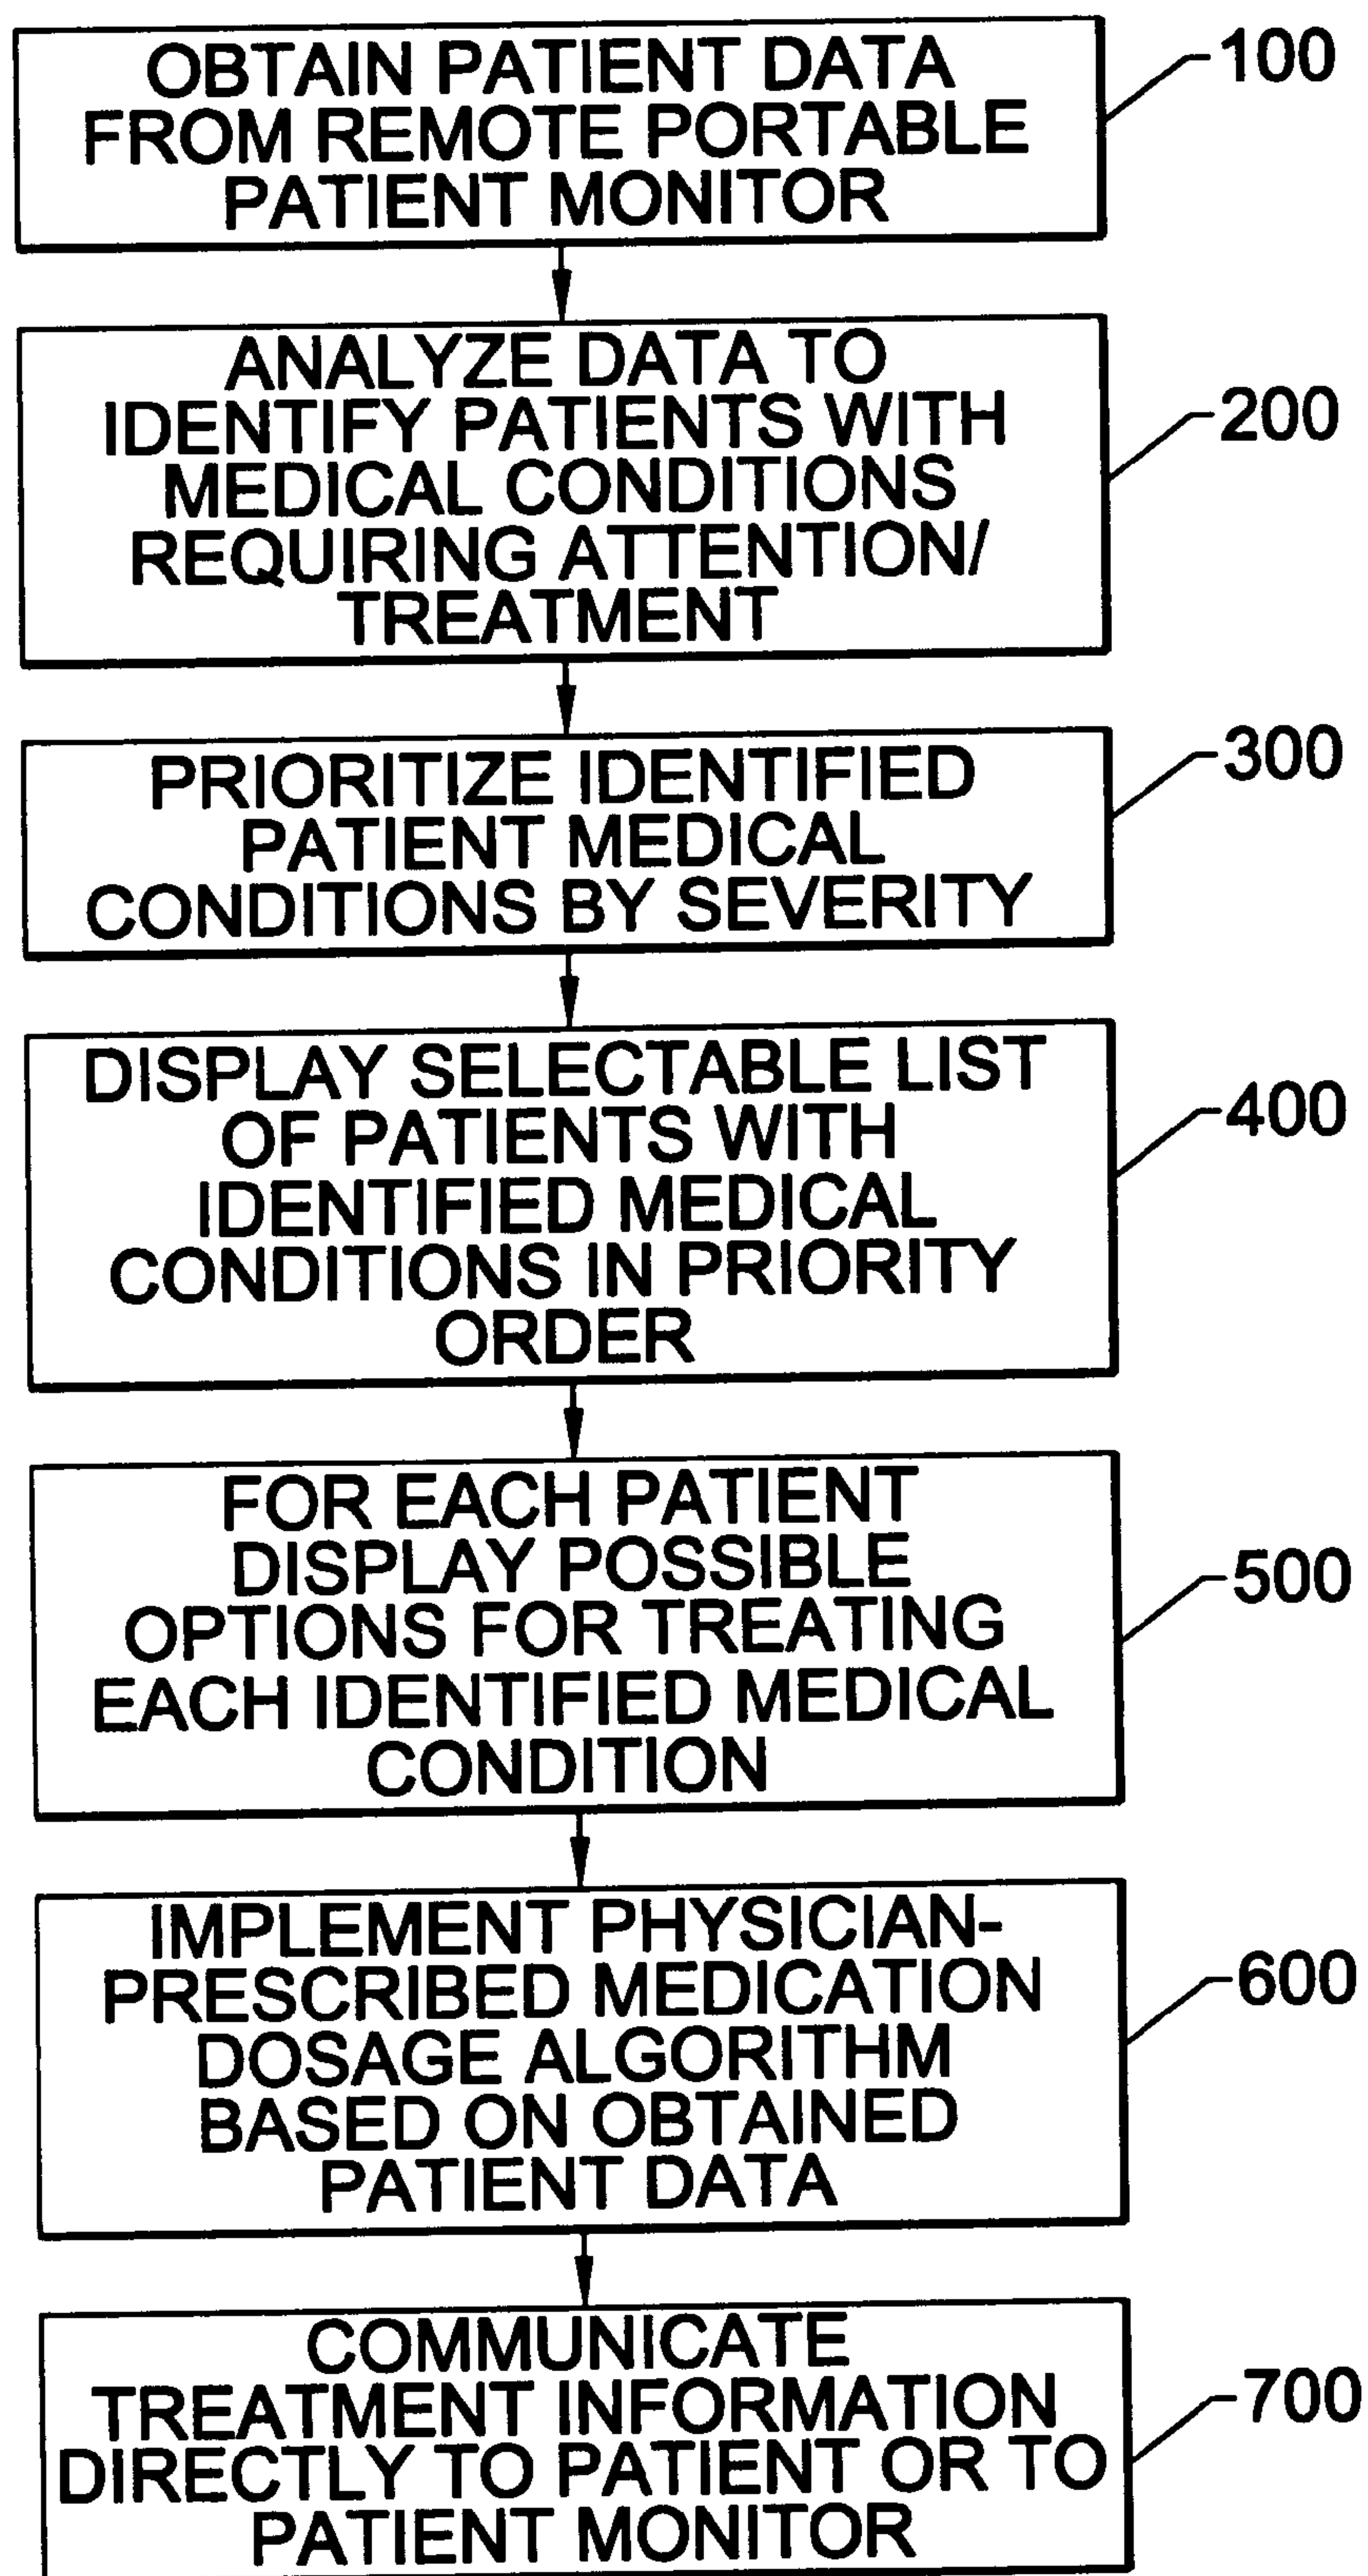 OBTAIN PATIENT DATA
FROM REMOTE PORTABLE
PATIENT MONITOR
100
ANALYZE DATA TO
IDENTIFY PATIENTS WITH
MEDICAL CONDITIONS
REQUIRING ATTENTION/
TREATMENT
200
PRIORITIZE IDENTIFIED
PATIENT MEDICAL
CONDITIONS BY SEVERITY
300
DISPLAY SELECTABLE LIST
OF PATIENTS WITH
IDENTIFIED MEDICAL
CONDITIONS IN PRIORITY
ORDER
400
FOR EACH PATIENT
DISPLAY POSSIBLE
OPTIONS FOR TREATING
EACH IDENTIFIED MEDICAL
CONDITION
500
IMPLEMENT PHYSICIAN-
PRESCRIBED MEDICATION
DOSAGE ALGORITHM
BASED ON OBTAINED
PATIENT DATA
600
COMMUNICATE
TREATMENT INFORMATION
DIRECTLY TO PATIENT OR TO
PATIENT MONITOR
700